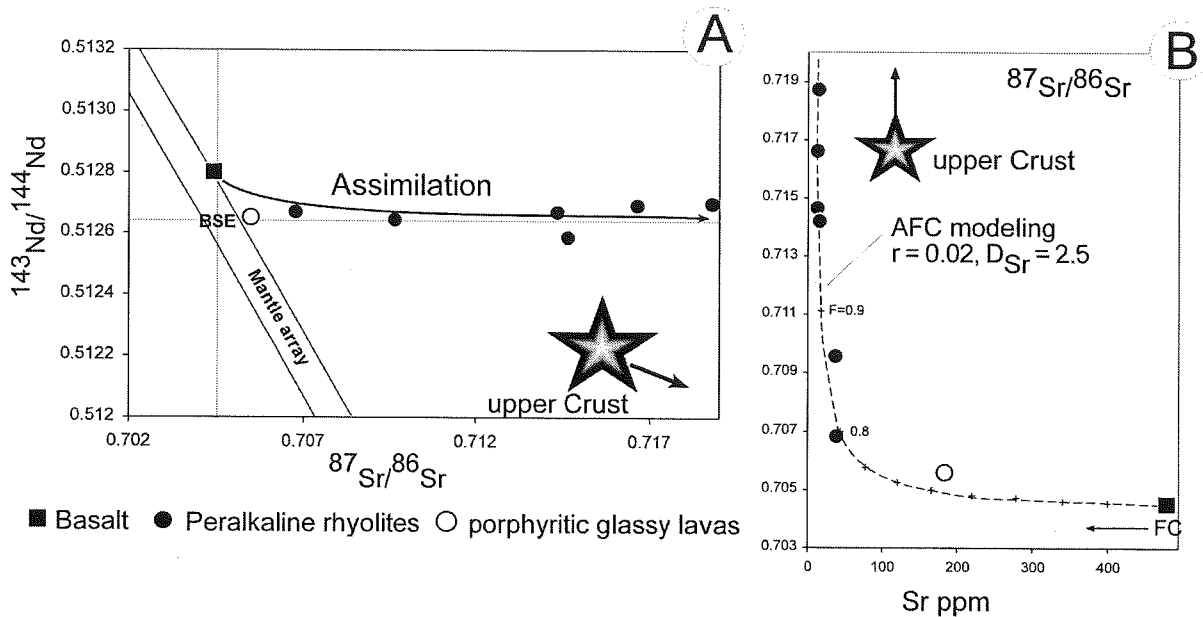 A
0.5132
0.5130
0.5128
0.5126
0.5124
0.5122
0.512
143Nd/144Nd
Assimilation
BSE
Mantle array
upper Crust
0.702
0.707
0.712
0.717
87Sr/86Sr
Basalt
Peralkaline rhyolites
porphyritic glassy lavas
B
87Sr/86Sr
0.719
0.717
0.715
0.713
0.711
0.709
0.707
0.705
0.703
upper Crust
AFC modeling
r = 0.02, DSr = 2.5
F=0.9
0.8
FC
0
100
200
300
400
Sr ppm